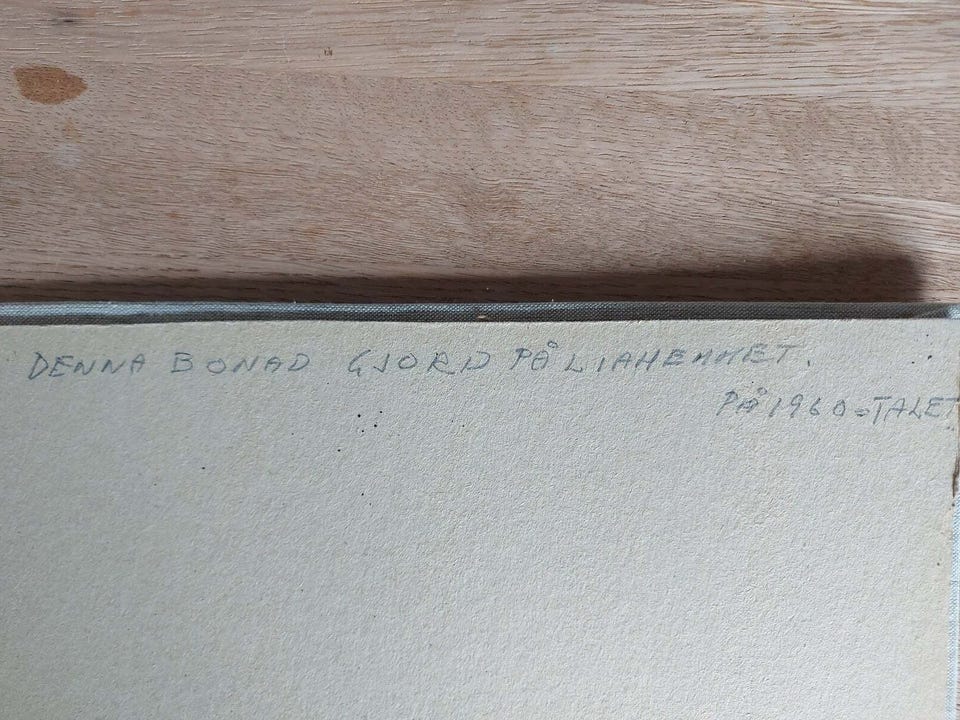 DENNA BONAD GJORD PÅ LIAHEMMET.
PÅ 1960-TALET